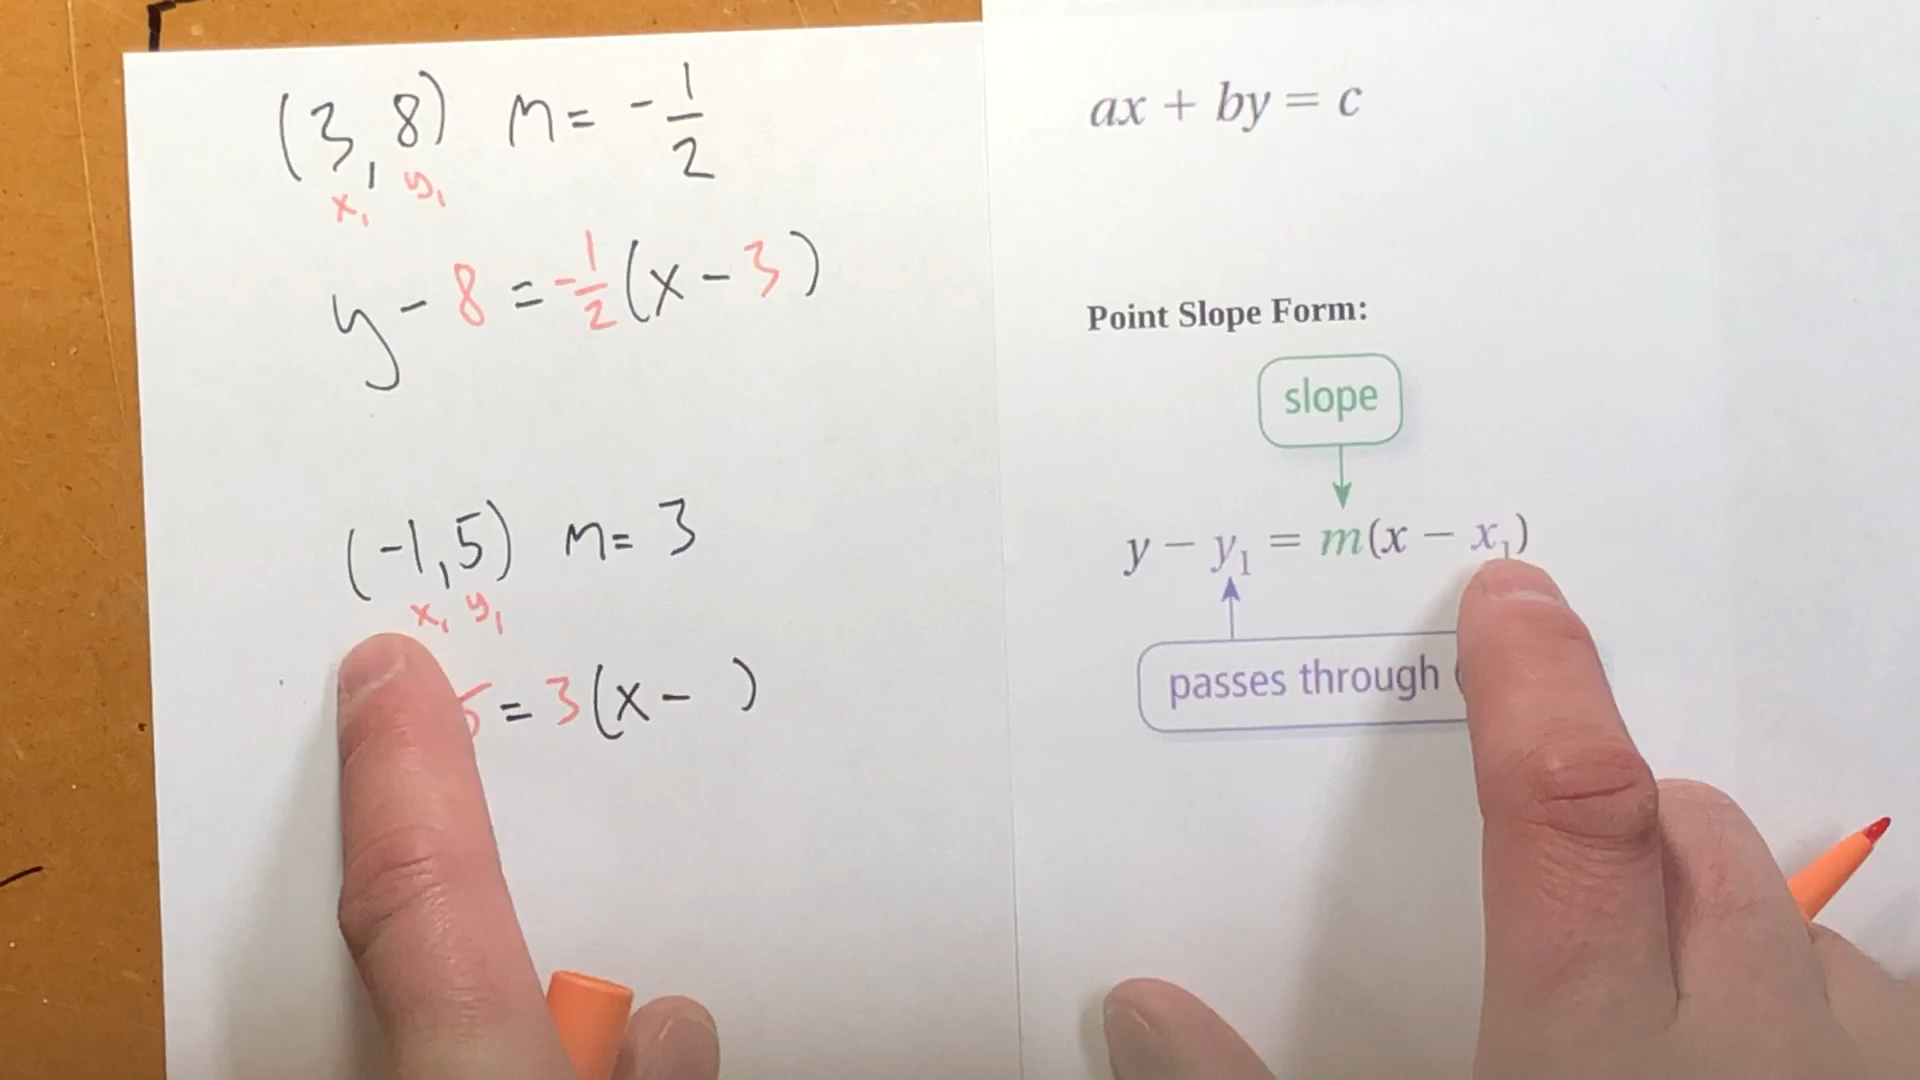 (3, 8) m = -1/2
x₁ y₁
y - 8 = -1/2 (x - 3)
(-1, 5) m = 3
x₁ y₁
5 = 3(x - )
ax + by = c
Point Slope Form:
slope
y − y₁ = m(x − x₁)
passes through (